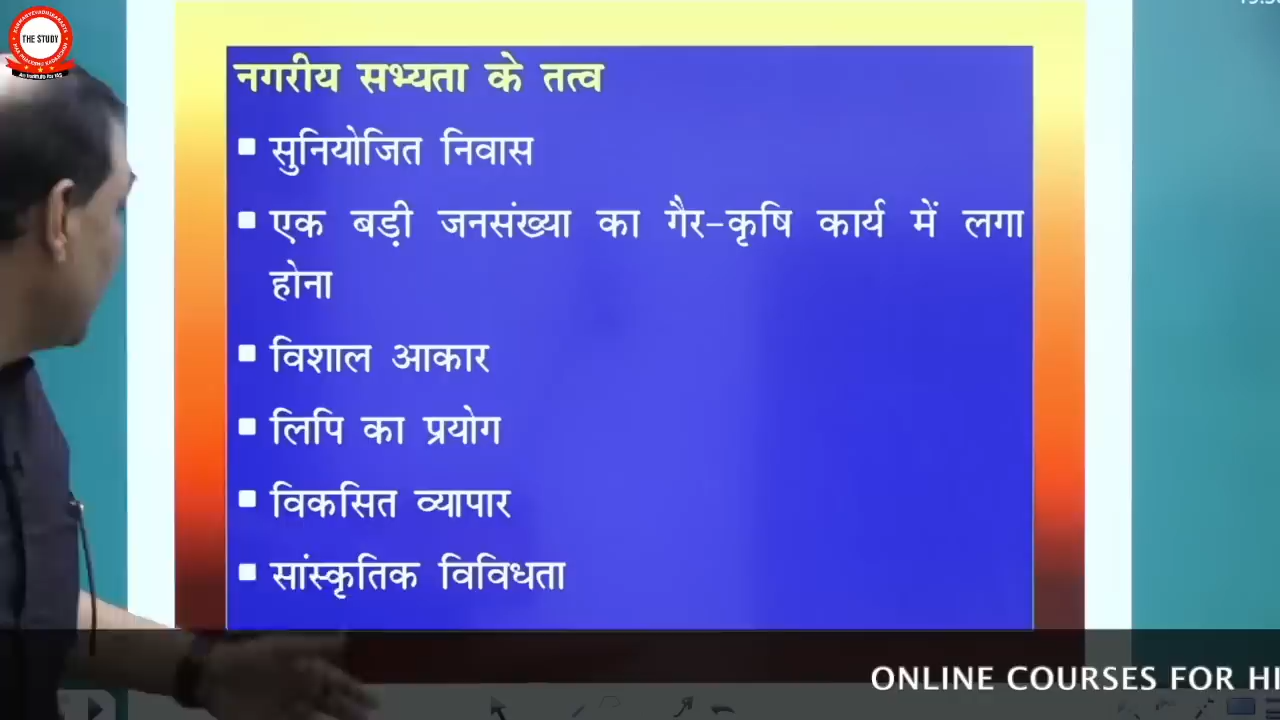 THE STUDY
नगरीय सभ्यता के तत्व
सुनियोजित निवास
एक बड़ी जनसंख्या का गैर-कृषि कार्य में लगा
होना
विशाल आकार
लिपि का प्रयोग
विकसित व्यापार
सांस्कृतिक विविधता
ONLINE COURSES FOR HI